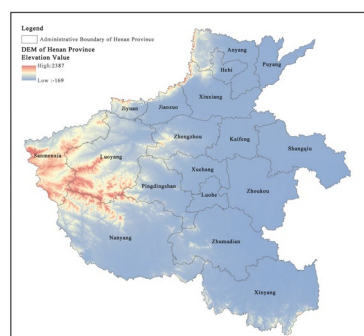 Legend
Administrative Boundary of Henan Province
DEM of Henan Province
Elevation Value
High:2387
Low :-169
Anyang
Puyang
Hebi
Xinxiang
Jiyuan
Jiaozuo
Sanmenxia
Luoyang
Zhengzhou
Kaifeng
Shangqiu
Xuchang
Pingdingshan
Luohe
Zhoukou
Nanyang
Zhumadian
Xinyang